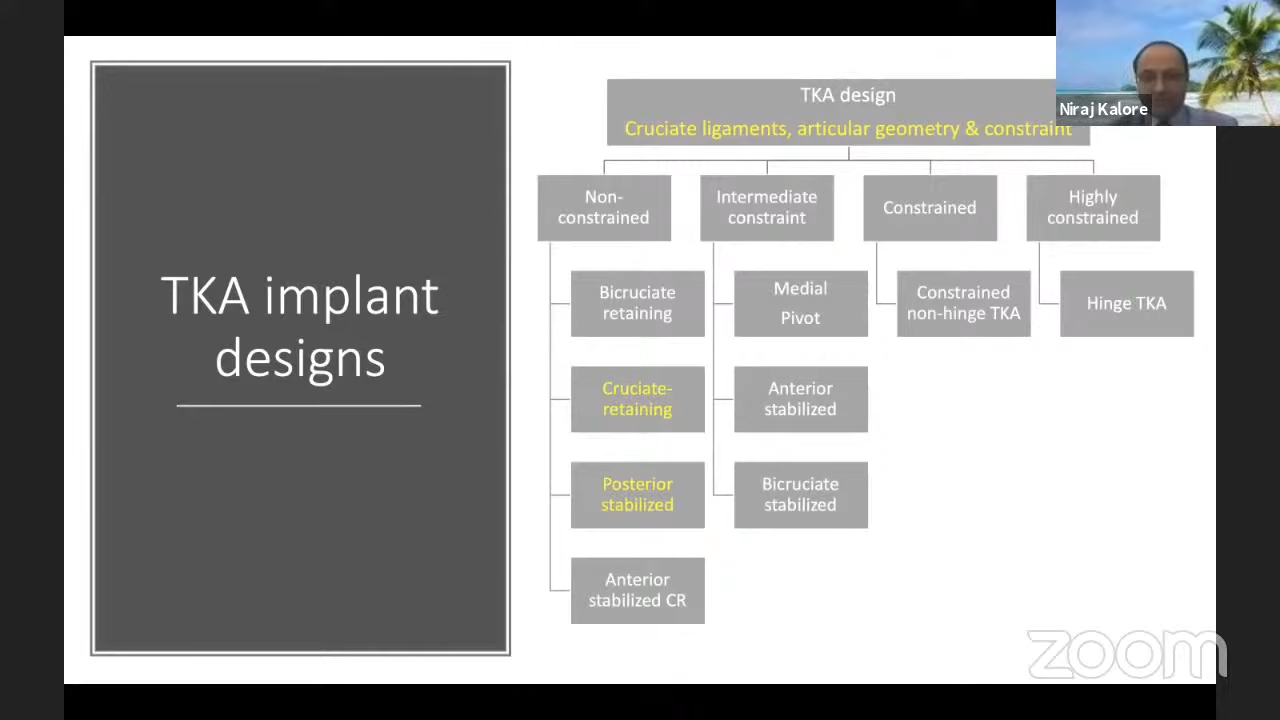 TKA implant
designs
TKA design
Cruciate ligaments, articular geometry & constraint
Non-
constrained
Bicruciate
retaining
Cruciate-
retaining
Posterior
stabilized
Anterior
stabilized CR
Intermediate
constraint
Medial
Pivot
Anterior
stabilized
Bicruciate
stabilized
Constrained
Constrained
non-hinge TKA
Highly
constrained
Hinge TKA
Niraj Kalore
zoom